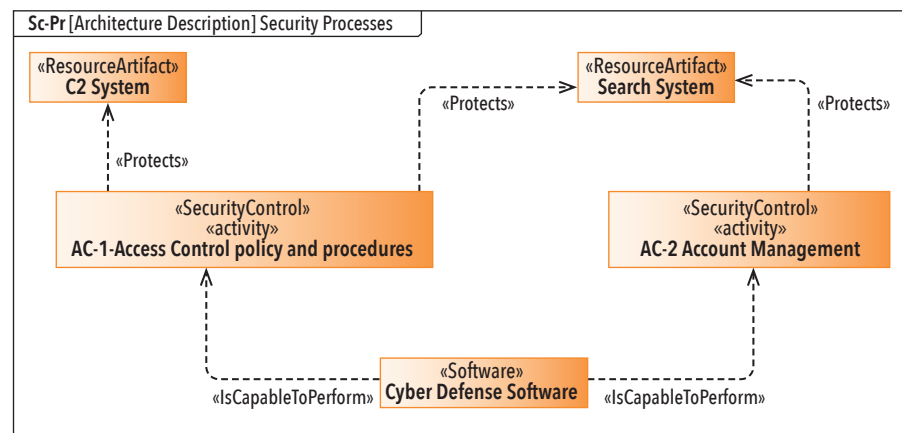 Sc-Pr [Architecture Description] Security Processes
«ResourceArtifact»
C2 System
«ResourceArtifact»
Search System
«Protects»
«Protects»
«Protects»
«SecurityControl»
«activity»
AC-1-Access Control policy and procedures
«SecurityControl»
«activity»
AC-2 Account Management
«Software»
Cyber Defense Software
«IsCapableToPerform»
«IsCapableToPerform»